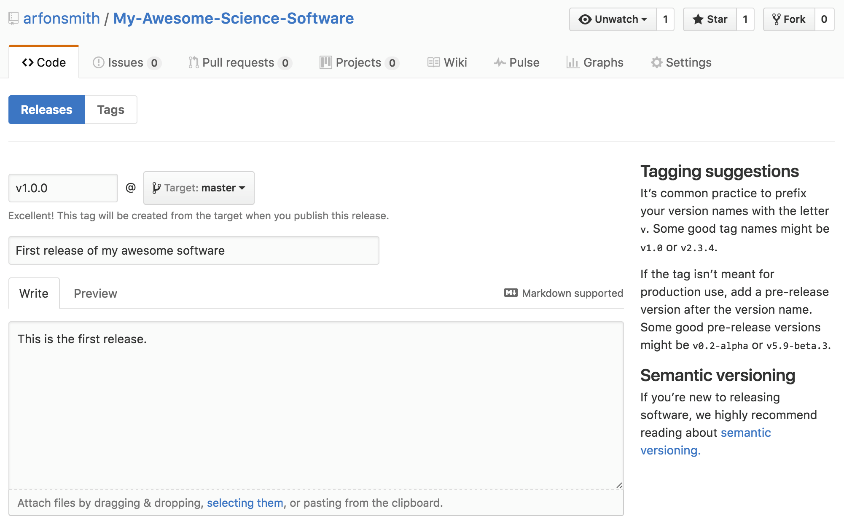 arfonsmith / My-Awesome-Science-Software
Unwatch 1 Star 1 Fork 0
Code Issues 0 Pull requests 0 Projects 0 Wiki Pulse Graphs Settings
Releases Tags
v1.0.0 @ Target: master
Excellent! This tag will be created from the target when you publish this release.
First release of my awesome software
Write Preview Markdown supported
This is the first release.
Attach files by dragging & dropping, selecting them, or pasting from the clipboard.
Tagging suggestions
It's common practice to prefix
your version names with the letter
v. Some good tag names might be
v1.0 or v2.3.4.
If the tag isn't meant for
production use, add a pre-release
version after the version name.
Some good pre-release versions
might be v0.2-alpha or v5.9-beta.3.
Semantic versioning
If you're new to releasing
software, we highly recommend
reading about semantic
versioning.